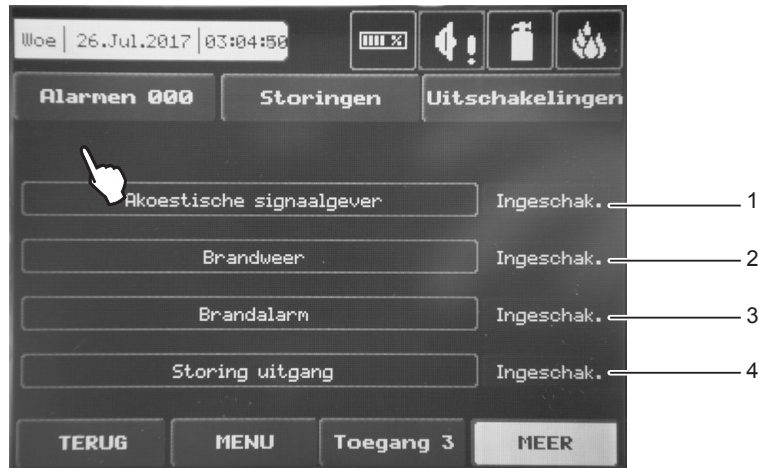 Woe | 26.Jul.2017 | 03:04:50 %
Alarmen 000 Storingen Uitschakelingen
Akoestische signaalgever Ingeschak. 1
Brandweer Ingeschak. 2
Brandalarm Ingeschak. 3
Storing uitgang Ingeschak. 4
TERUG MENU Toegang 3 MEER